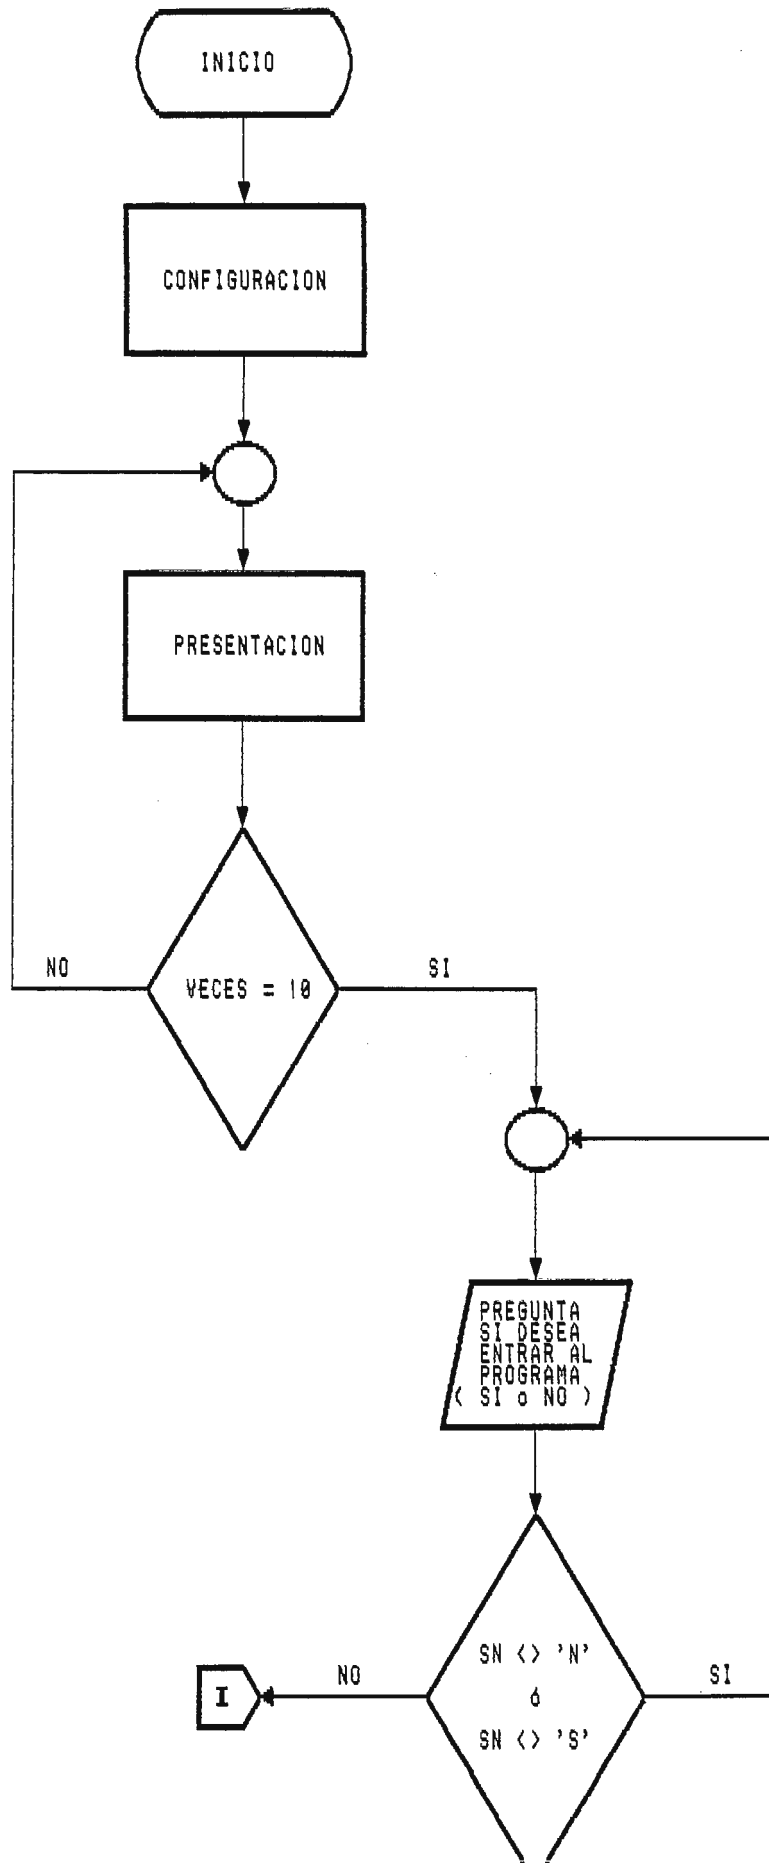 INICIO
CONFIGURACION
PRESENTACION
NO
VECES = 10
SI
PREGUNTA
SI DESEA
ENTRAR AL
PROGRAMA
( SI o NO )
SN <> 'N'
ó
SN <> 'S'
NO
SI
I